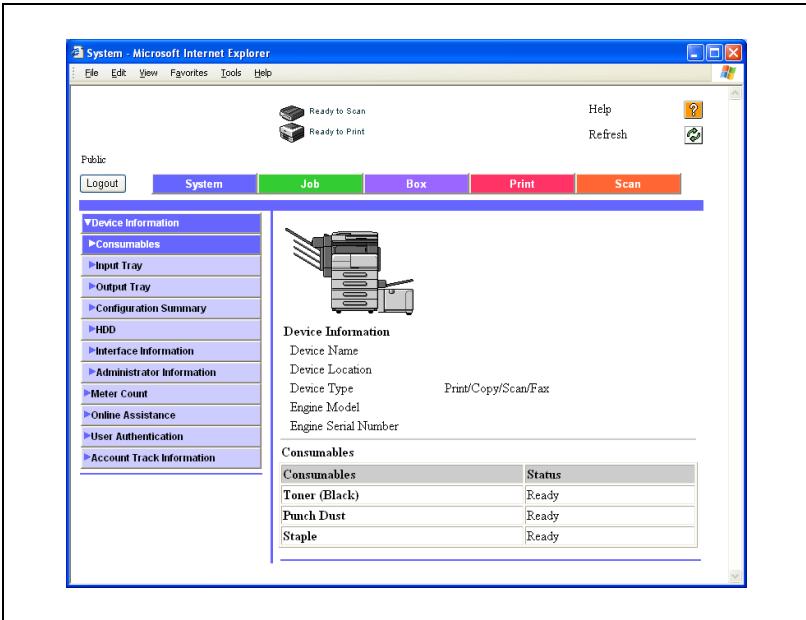 System - Microsoft Internet Explorer
File Edit View Favorites Tools Help
Ready to Scan
Help
Ready to Print
Refresh
Public
Logout System Job Box Print Scan
▼Device Information
►Consumables
►Input Tray
►Output Tray
►Configuration Summary
►HDD
►Interface Information
►Administrator Information
►Meter Count
►Online Assistance
►User Authentication
►Account Track Information
Device Information
Device Name
Device Location
Device Type Print/Copy/Scan/Fax
Engine Model
Engine Serial Number
Consumables
Consumables Status
Toner (Black) Ready
Punch Dust Ready
Staple Ready